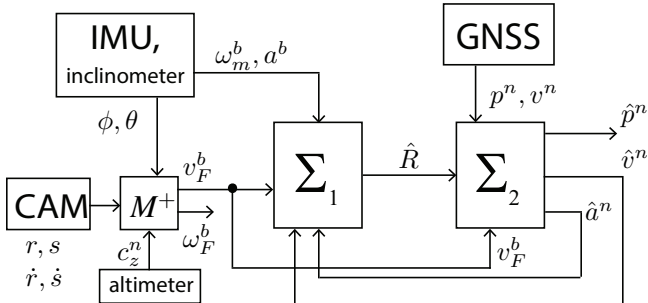 IMU,
inclinometer
GNSS
ω_m^b, a^b
p^n, v^n
ϕ, θ
p̂^n
v_F^b
R̂
v̂^n
Σ_1
Σ_2
CAM
M^+
â^n
r, s
c_z^n
ω_F^b
v_F^b
ṙ, ṡ
altimeter